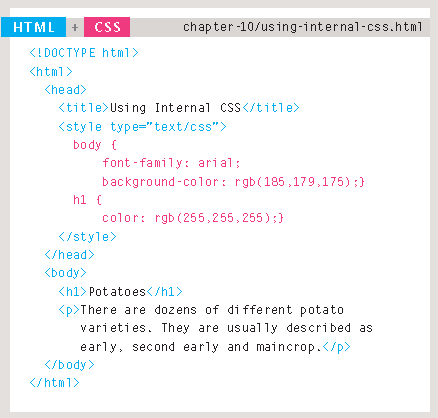 HTML + CSS chapter-10/using-internal-css.html
<!DOCTYPE html>
<html>
<head>
<title>Using Internal CSS</title>
<style type="text/css">
body {
font-family: arial;
background-color: rgb(185,179,175);}
h1 {
color: rgb(255,255,255);}
</style>
</head>
<body>
<h1>Potatoes</h1>
<p>There are dozens of different potato
varieties. They are usually described as
early, second early and maincrop.</p>
</body>
</html>